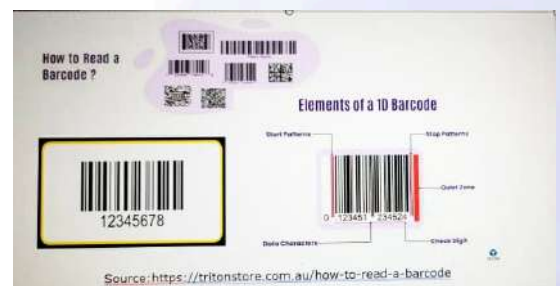 How to Read a
Barcode ?
Elements of a 1D Barcode
Start Patterns
Stop Patterns
Quiet Zone
12345678
0 123451 234524
Data Characters
Check Digit
Source:https://tritonstore.com.au/how-to-read-a-barcode